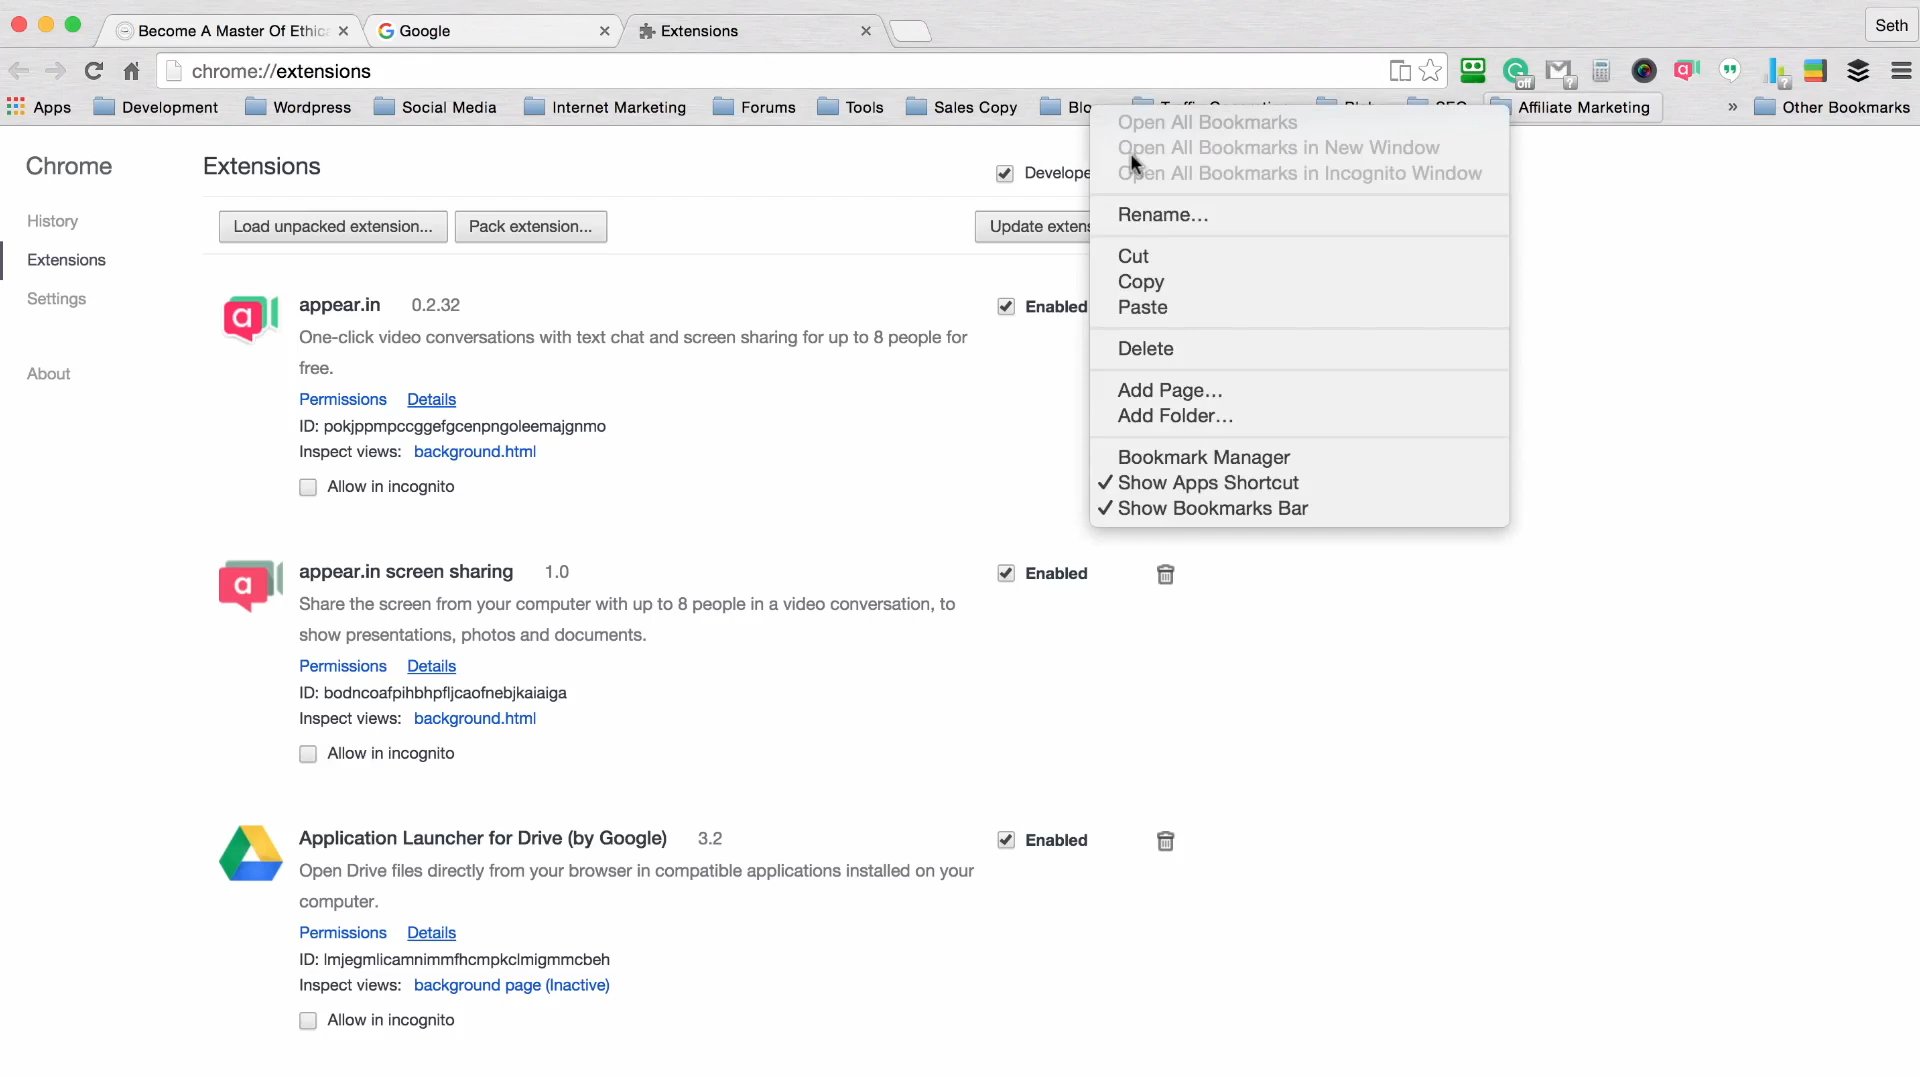 Become A Master Of Ethic
Google
Extensions
Seth
chrome://extensions
off
?
?
Apps
Development
Wordpress
Social Media
Internet Marketing
Forums
Tools
Sales Copy
Affiliate Marketing
»
Other Bookmarks
Chrome
History
Extensions
Settings
About
Extensions
Load unpacked extension...
Pack extension...
Open All Bookmarks
Open All Bookmarks in New Window
Open All Bookmarks in Incognito Window
Rename...
Cut
Copy
Paste
Delete
Add Page...
Add Folder...
Bookmark Manager
✓ Show Apps Shortcut
✓ Show Bookmarks Bar
appear.in 0.2.32
Enabled
One-click video conversations with text chat and screen sharing for up to 8 people for
free.
Permissions Details
ID: pokjppmpccggefgcenpngoleemajgnmo
Inspect views: background.html
Allow in incognito
appear.in screen sharing 1.0
Enabled
Share the screen from your computer with up to 8 people in a video conversation, to
show presentations, photos and documents.
Permissions Details
ID: bodncoafpihbhpfljcaofnebjkaiaiga
Inspect views: background.html
Allow in incognito
Application Launcher for Drive (by Google) 3.2
Enabled
Open Drive files directly from your browser in compatible applications installed on your
computer.
Permissions Details
ID: lmjegmlicamnimmfhcmpkclmigmmcbeh
Inspect views: background page (Inactive)
Allow in incognito